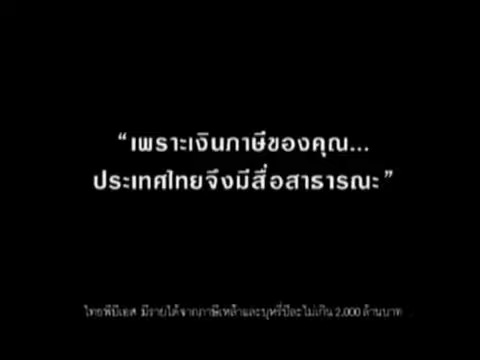 “เพราะเงินภาษีของคุณ...
ประเทศไทยจึงมีสื่อสาธารณะ”
ไทยพีบีเอส มีรายได้จากภาษีเหล้าและบุหรี่ปีละไม่เกิน 2,000 ล้านบาท